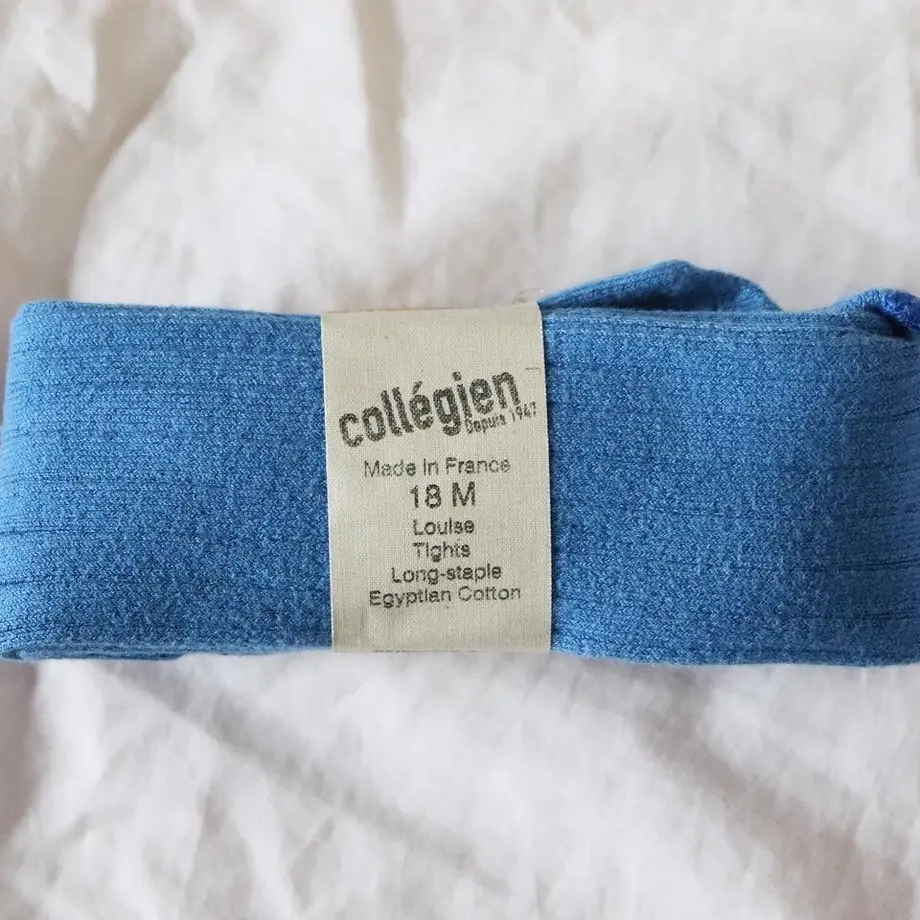 collégien
Depuis 1947
Made in France
18 M
Louise
Tights
Long-staple
Egyptian Cotton